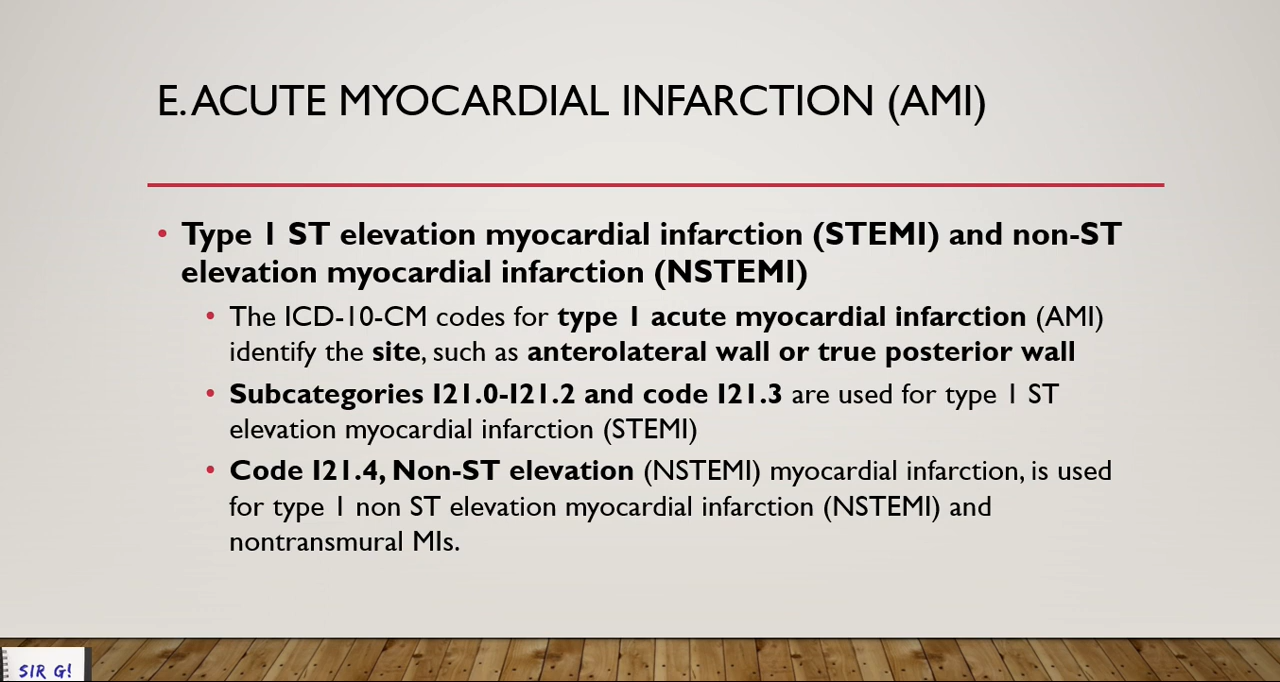 E. ACUTE MYOCARDIAL INFARCTION (AMI)
• Type 1 ST elevation myocardial infarction (STEMI) and non-ST
elevation myocardial infarction (NSTEMI)
• The ICD-10-CM codes for type 1 acute myocardial infarction (AMI)
identify the site, such as anterolateral wall or true posterior wall
• Subcategories I21.0-I21.2 and code I21.3 are used for type 1 ST
elevation myocardial infarction (STEMI)
• Code I21.4, Non-ST elevation (NSTEMI) myocardial infarction, is used
for type 1 non ST elevation myocardial infarction (NSTEMI) and
nontransmural MIs.
SIR G!